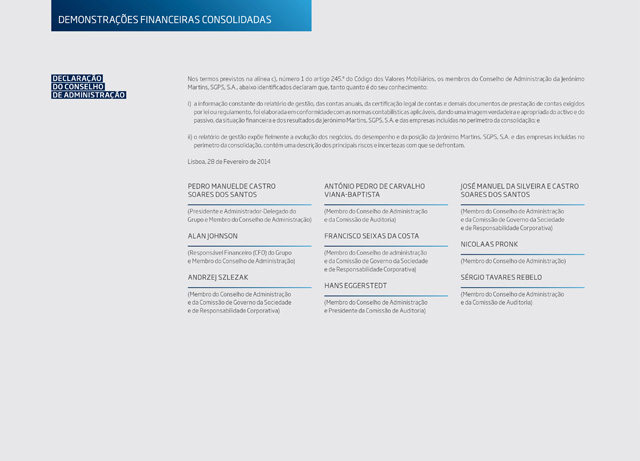 DEMONSTRAÇÕES FINANCEIRAS CONSOLIDADAS
DECLARAÇÃO
DO CONSELHO
DE ADMINISTRAÇÃO
Nos termos previstos na alínea c), número 1 do artigo 245.º do Código dos Valores Mobiliários, os membros do Conselho de Administração da Jerónimo
Martins, SGPS, S.A., abaixo identificados declaram que, tanto quanto é do seu conhecimento:
i) a informação constante do relatório de gestão, das contas anuais, da certificação legal de contas e demais documentos de prestação de contas exigidos
por lei ou regulamento, foi elaborada em conformidade com as normas contabilísticas aplicáveis, dando uma imagem verdadeira e apropriada do activo e do
passivo, da situação financeira e dos resultados da Jerónimo Martins, SGPS, S.A. e das empresas incluídas no perímetro da consolidação; e
ii) o relatório de gestão expõe fielmente a evolução dos negócios, do desempenho e da posição da Jerónimo Martins, SGPS, S.A. e das empresas incluídas no
perímetro da consolidação, contém uma descrição dos principais riscos e incertezas com que se defrontam.
Lisboa, 28 de Fevereiro de 2014
PEDRO MANUELDE CASTRO
SOARES DOS SANTOS
(Presidente e Administrador-Delegado do
Grupo e Membro do Conselho de Administração)
ALAN JOHNSON
(Responsável Financeiro (CFO) do Grupo
e Membro do Conselho de Administração)
ANDRZEJ SZLEZAK
(Membro do Conselho de Administração
e da Comissão de Governo da Sociedade
e de Responsabilidade Corporativa)
ANTÓNIO PEDRO DE CARVALHO
VIANA-BAPTISTA
(Membro do Conselho de Administração
e da Comissão de Auditoria)
FRANCISCO SEIXAS DA COSTA
(Membro do Conselho de administração
e da Comissão de Governo da Sociedade
e de Responsabilidade Corporativa)
HANS EGGERSTEDT
(Membro do Conselho de Administração
e Presidente da Comissão de Auditoria)
JOSÉ MANUEL DA SILVEIRA E CASTRO
SOARES DOS SANTOS
(Membro do Conselho de Administração
e da Comissão de Governo da Sociedade
e de Responsabilidade Corporativa)
NICOLAAS PRONK
(Membro do Conselho de Administração)
SÉRGIO TAVARES REBELO
(Membro do Conselho de Administração
e da Comissão de Auditoria)